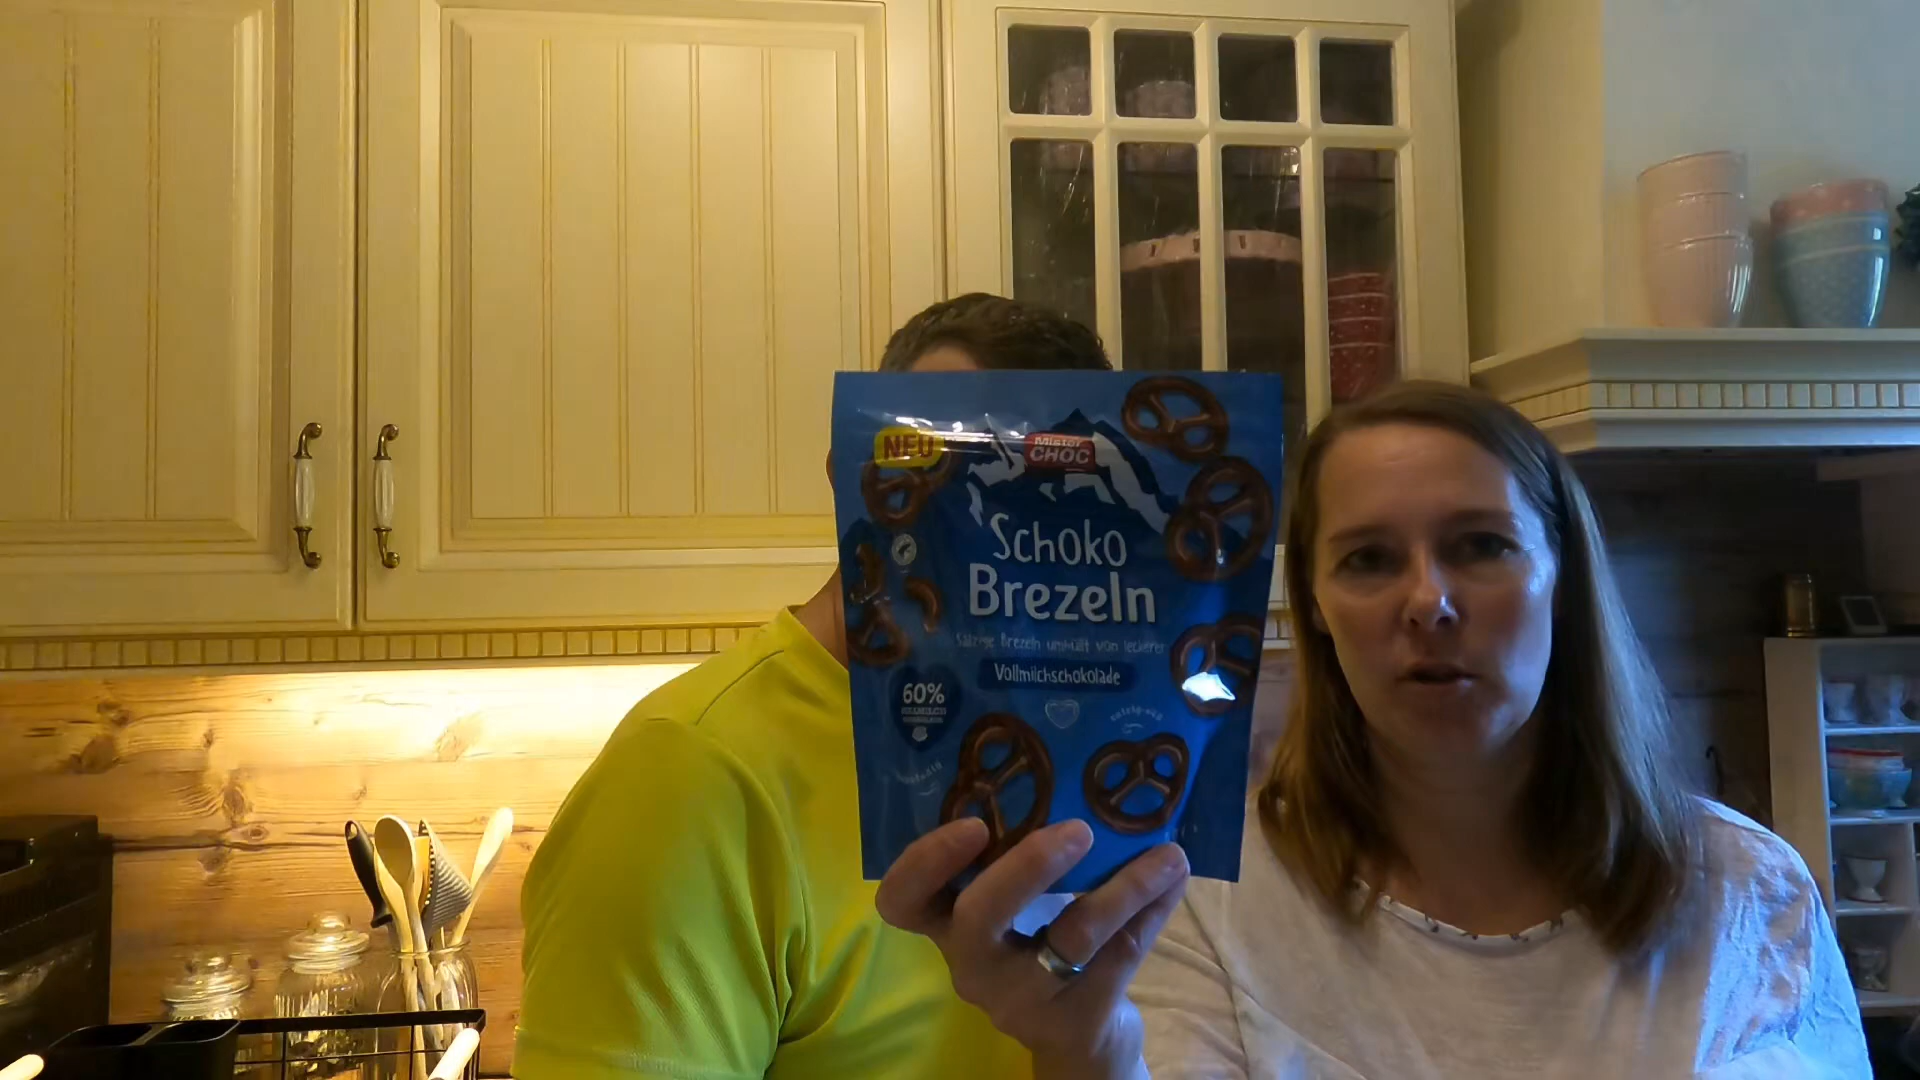 NEU
Mister
CHOC
Schoko
Brezeln
Salzige Brezeln umhüllt von leckerer
Vollmilchschokolade
60%